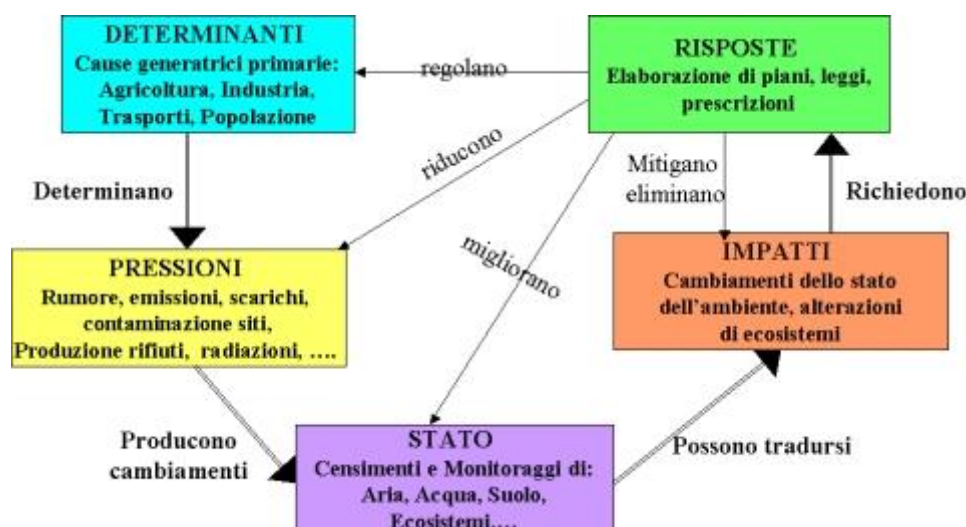 DETERMINANTI
Cause generatrici primarie:
Agricoltura, Industria,
Trasporti, Popolazione
regolano
RISPOSTE
Elaborazione di piani, leggi,
prescrizioni
Determinano
riducono
Mitigano
eliminano
Richiedono
migliorano
PRESSIONI
Rumore, emissioni, scarichi,
contaminazione siti,
Produzione rifiuti, radiazioni, ....
IMPATTI
Cambiamenti dello stato
dell'ambiente, alterazioni
di ecosistemi
Producono
cambiamenti
STATO
Censimenti e Monitoraggi di:
Aria, Acqua, Suolo,
Ecosistemi....
Possono tradursi